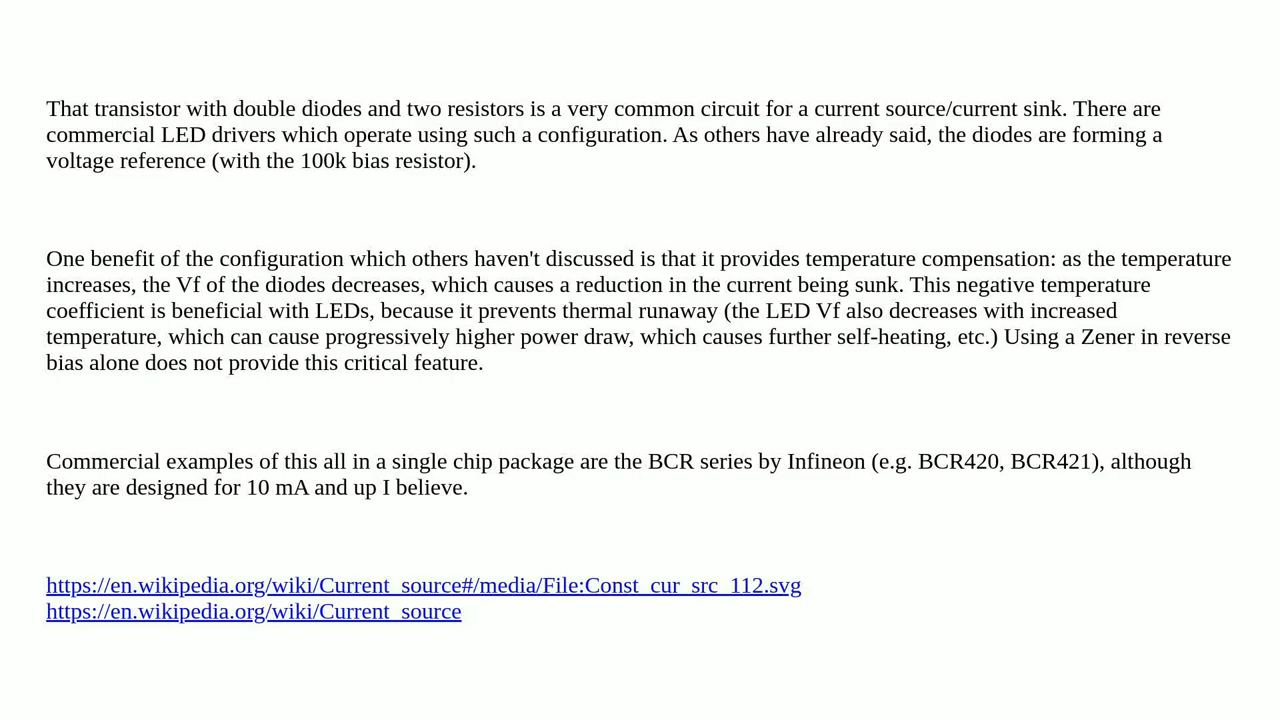 That transistor with double diodes and two resistors is a very common circuit for a current source/current sink. There are
commercial LED drivers which operate using such a configuration. As others have already said, the diodes are forming a
voltage reference (with the 100k bias resistor).
One benefit of the configuration which others haven't discussed is that it provides temperature compensation: as the temperature
increases, the Vf of the diodes decreases, which causes a reduction in the current being sunk. This negative temperature
coefficient is beneficial with LEDs, because it prevents thermal runaway (the LED Vf also decreases with increased
temperature, which can cause progressively higher power draw, which causes further self-heating, etc.) Using a Zener in reverse
bias alone does not provide this critical feature.
Commercial examples of this all in a single chip package are the BCR series by Infineon (e.g. BCR420, BCR421), although
they are designed for 10 mA and up I believe.
https://en.wikipedia.org/wiki/Current_source#/media/File:Const_cur_src_112.svg
https://en.wikipedia.org/wiki/Current_source